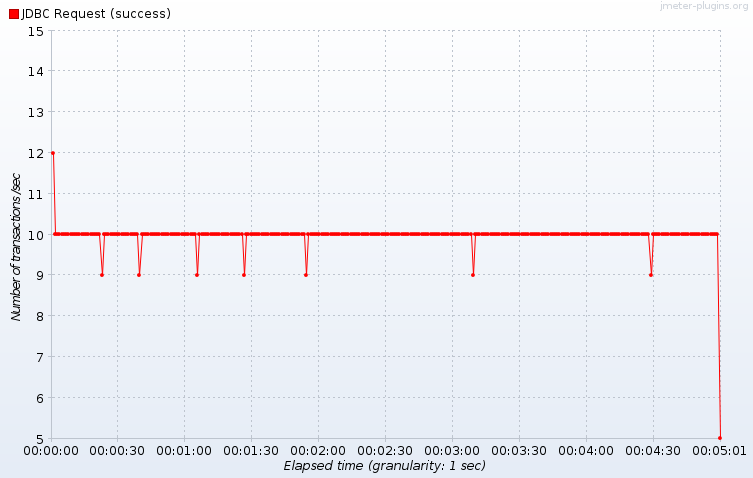 JDBC Request (success)
jmeter-plugins.org
15
14
13
12
11
10
9
8
7
6
5
Number of transactions /sec
00:00:00 00:00:30 00:01:00 00:01:30 00:02:00 00:02:30 00:03:00 00:03:30 00:04:00 00:04:30 00:05:01
Elapsed time (granularity: 1 sec)